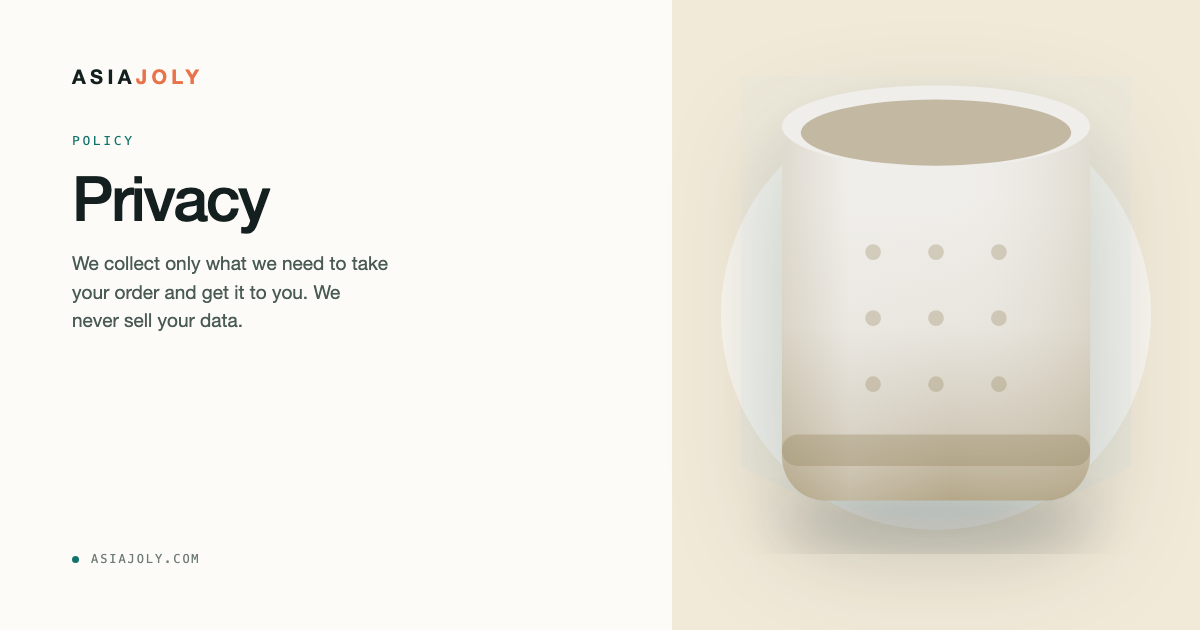 ASIAJOLY
POLICY
Privacy
We collect only what we need to take
your order and get it to you. We
never sell your data.
ASIAJOLY.COM